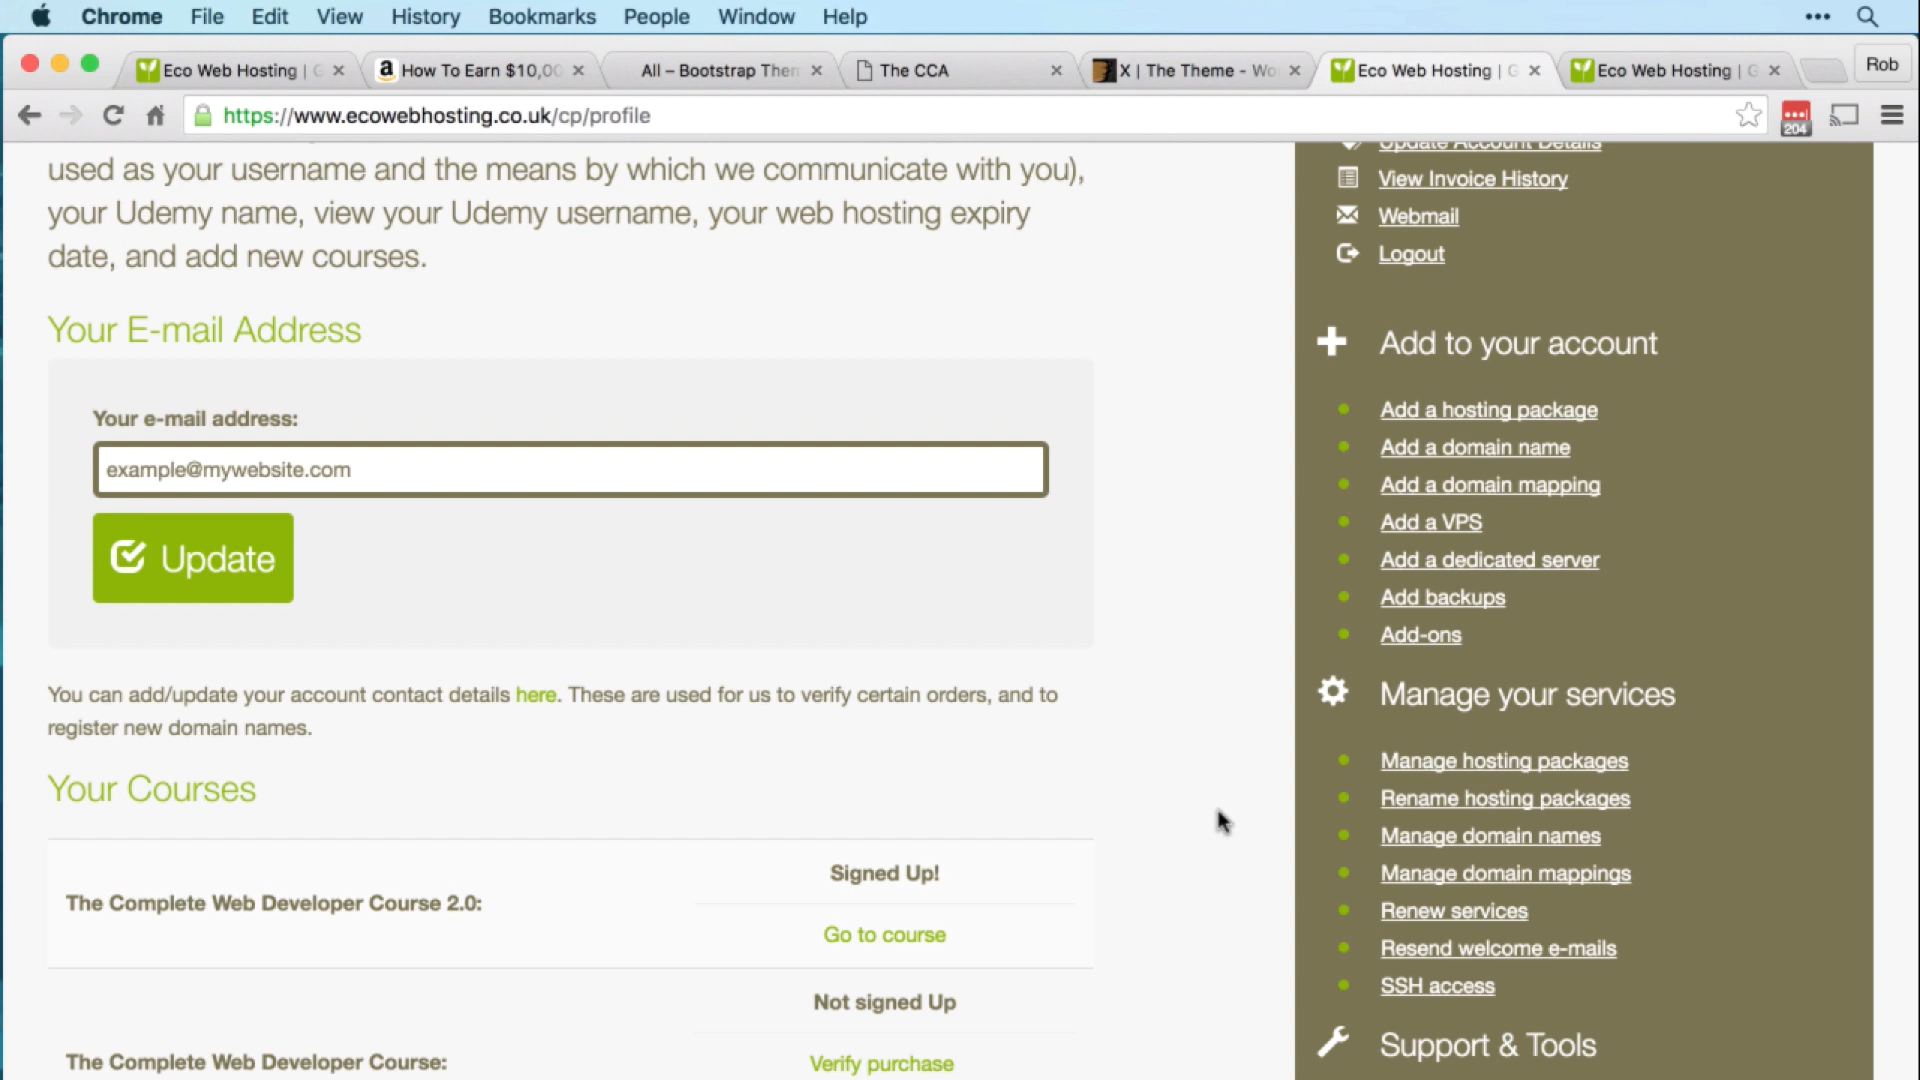 Chrome File Edit View History Bookmarks People Window Help
Eco Web Hosting | G
How To Earn $10,00
All – Bootstrap Them
The CCA
X | The Theme - Wo
Eco Web Hosting | G
Eco Web Hosting | G
Rob
https://www.ecowebhosting.co.uk/cp/profile
204
used as your username and the means by which we communicate with you),
your Udemy name, view your Udemy username, your web hosting expiry
date, and add new courses.
Your E-mail Address
Your e-mail address:
example@mywebsite.com
Update
You can add/update your account contact details here. These are used for us to verify certain orders, and to
register new domain names.
Your Courses
Signed Up!
The Complete Web Developer Course 2.0:
Go to course
Not signed Up
The Complete Web Developer Course:
Verify purchase
Update Account Details
View Invoice History
Webmail
Logout
Add to your account
Add a hosting package
Add a domain name
Add a domain mapping
Add a VPS
Add a dedicated server
Add backups
Add-ons
Manage your services
Manage hosting packages
Rename hosting packages
Manage domain names
Manage domain mappings
Renew services
Resend welcome e-mails
SSH access
Support & Tools